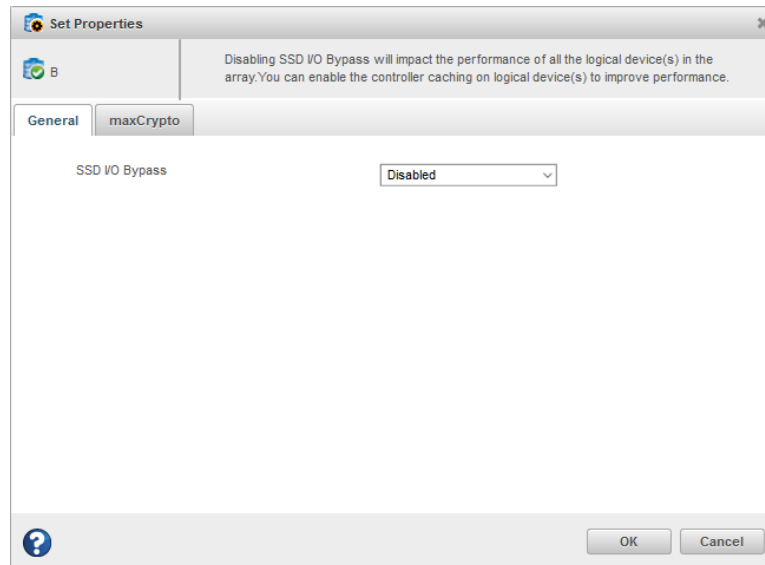 Set Properties
B
Disabling SSD I/O Bypass will impact the performance of all the logical device(s) in the
array.You can enable the controller caching on logical device(s) to improve performance.
General
maxCrypto
SSD I/O Bypass
Disabled
?
OK
Cancel